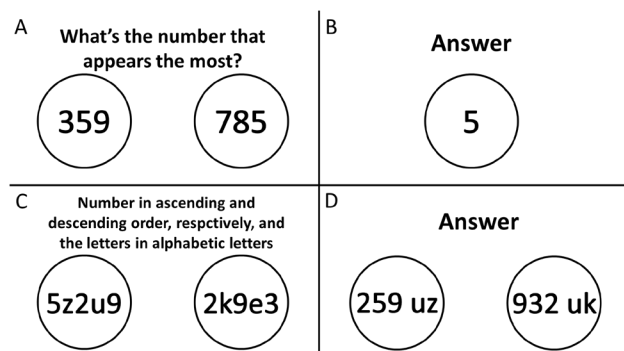 A
What's the number that
appears the most?
359
785
B
Answer
5
C
Number in ascending and
descending order, respctively, and
the letters in alphabetic letters
5z2u9
2k9e3
D
Answer
259 uz
932 uk